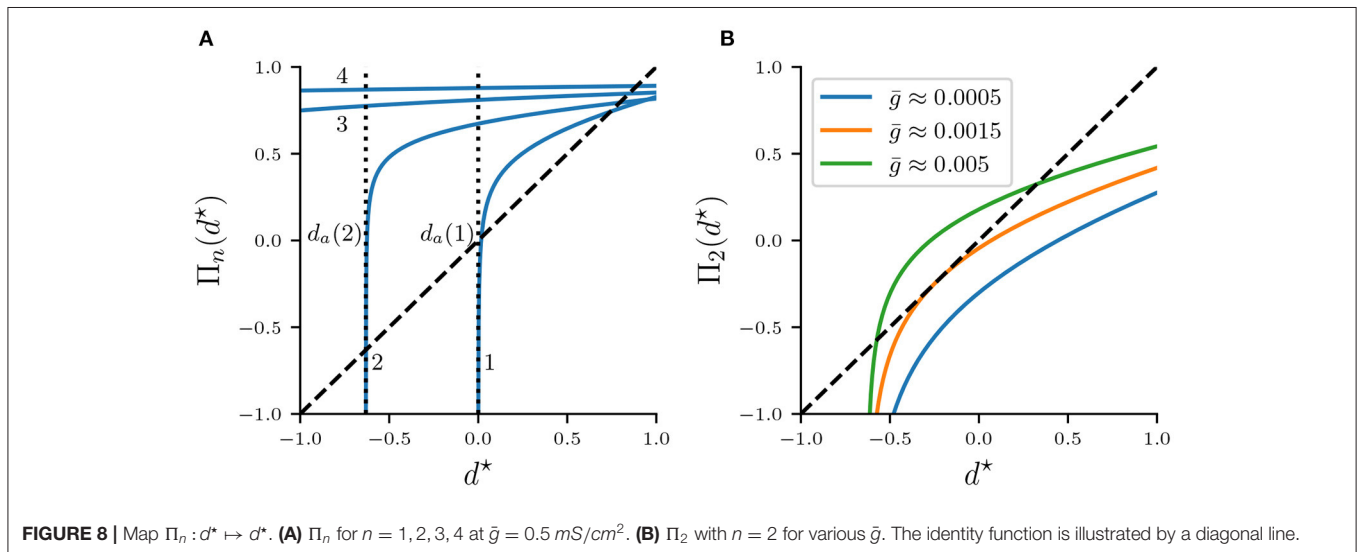 A
B
1.0
0.5
0.0
−0.5
−1.0
Πₙ(d⋆)
4
3
dₐ(2)
dₐ(1)
2
1
−1.0 −0.5 0.0 0.5 1.0
d⋆
1.0
0.5
0.0
−0.5
−1.0
Π₂(d⋆)
ḡ ≈ 0.0005
ḡ ≈ 0.0015
ḡ ≈ 0.005
−1.0 −0.5 0.0 0.5 1.0
d⋆
FIGURE 8 | Map Πₙ : d⋆ ↦ d⋆. (A) Πₙ for n = 1, 2, 3, 4 at ḡ = 0.5 mS/cm². (B) Π₂ with n = 2 for various ḡ. The identity function is illustrated by a diagonal line.